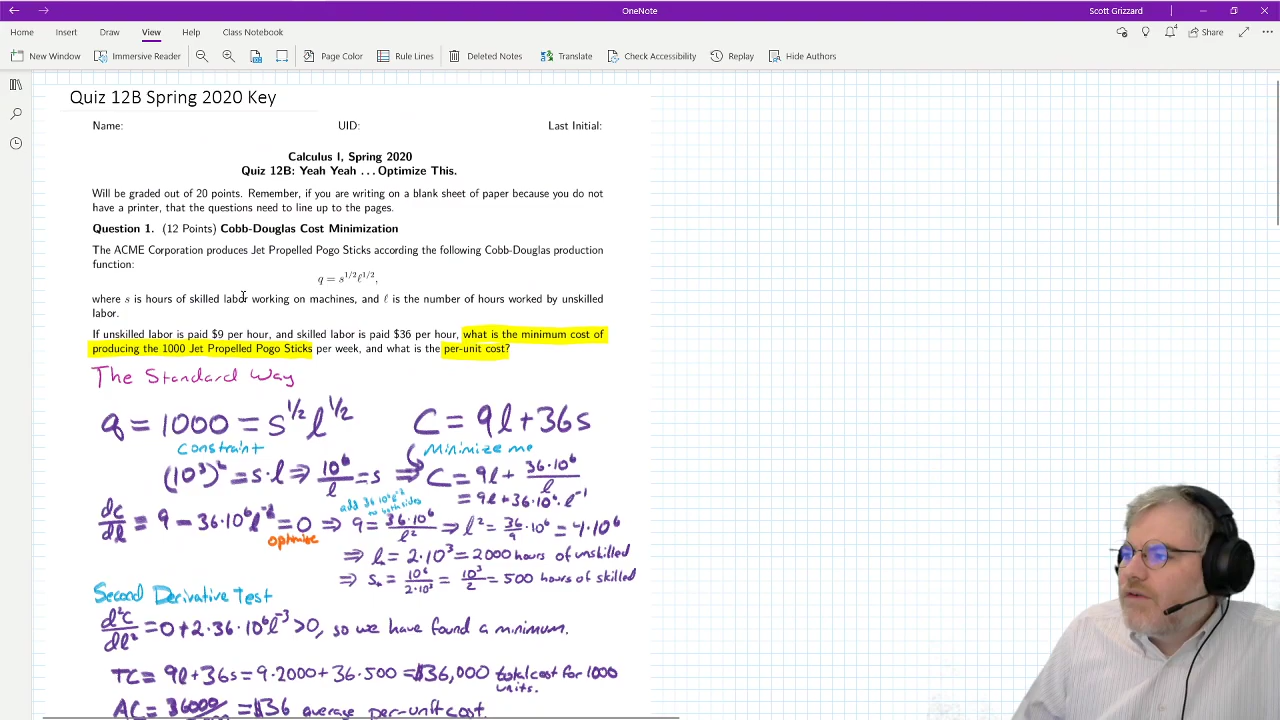 OneNote
Scott Grizzard
Home Insert Draw View Help Class Notebook
Share
New Window Immersive Reader Page Color Rule Lines Deleted Notes Translate Check Accessibility Replay Hide Authors
Quiz 12B Spring 2020 Key
Name: UID: Last Initial:
Calculus I, Spring 2020
Quiz 12B: Yeah Yeah ... Optimize This.
Will be graded out of 20 points. Remember, if you are writing on a blank sheet of paper because you do not
have a printer, that the questions need to line up to the pages.
Question 1. (12 Points) Cobb-Douglas Cost Minimization
The ACME Corporation produces Jet Propelled Pogo Sticks according the following Cobb-Douglas production
function:
q = s^{1/2}ℓ^{1/2},
where s is hours of skilled labor working on machines, and ℓ is the number of hours worked by unskilled
labor.
If unskilled labor is paid $9 per hour, and skilled labor is paid $36 per hour, what is the minimum cost of
producing the 1000 Jet Propelled Pogo Sticks per week, and what is the per-unit cost?
The Standard Way
q = 1000 = s^{1/2} l^{1/2} C = 9l + 36s
constraint Minimize me
(10³)² = s·l ⇒ 10⁶/l = s ⇒ C = 9l + 36·10⁶/l
= 9l + 36·10⁶·l⁻¹
add 36·10⁶l⁻² to both sides
dc/dl = 9 − 36·10⁶l⁻² = 0 ⇒ 9 = 36·10⁶/l² ⇒ l² = 36/9·10⁶ = 4·10⁶
optimize
⇒ l* = 2·10³ = 2000 hours of unskilled
⇒ s* = 10⁶/2·10³ = 10³/2 = 500 hours of skilled
Second Derivative Test
d²c/dl² = 0 + 2·36·10⁶l⁻³ > 0, so we have found a minimum.
TC = 9l + 36s = 9·2000 + 36·500 = $36,000 total cost for 1000
units.
AC = 36000 = $36 average per-unit cost.